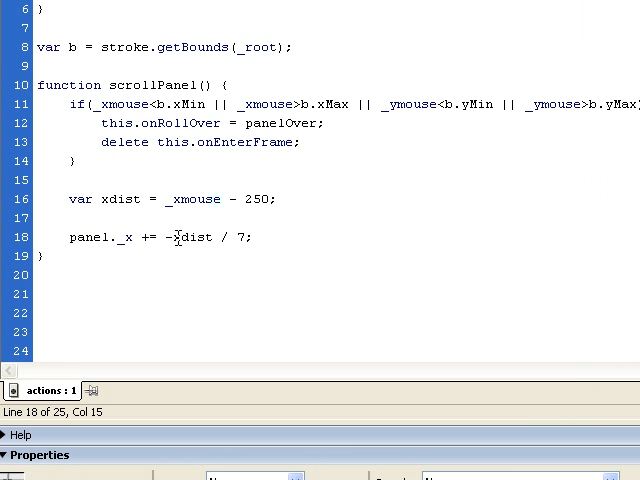 6 }
7
8 var b = stroke.getBounds(_root);
9
10 function scrollPanel() {
11 if(_xmouse<b.xMin || _xmouse>b.xMax || _ymouse<b.yMin || _ymouse>b.yMax)
12 this.onRollOver = panelOver;
13 delete this.onEnterFrame;
14 }
15
16 var xdist = _xmouse - 250;
17
18 panel._x += -xdist / 7;
19 }
20
21
22
23
24
actions : 1
Line 18 of 25, Col 15
Help
Properties